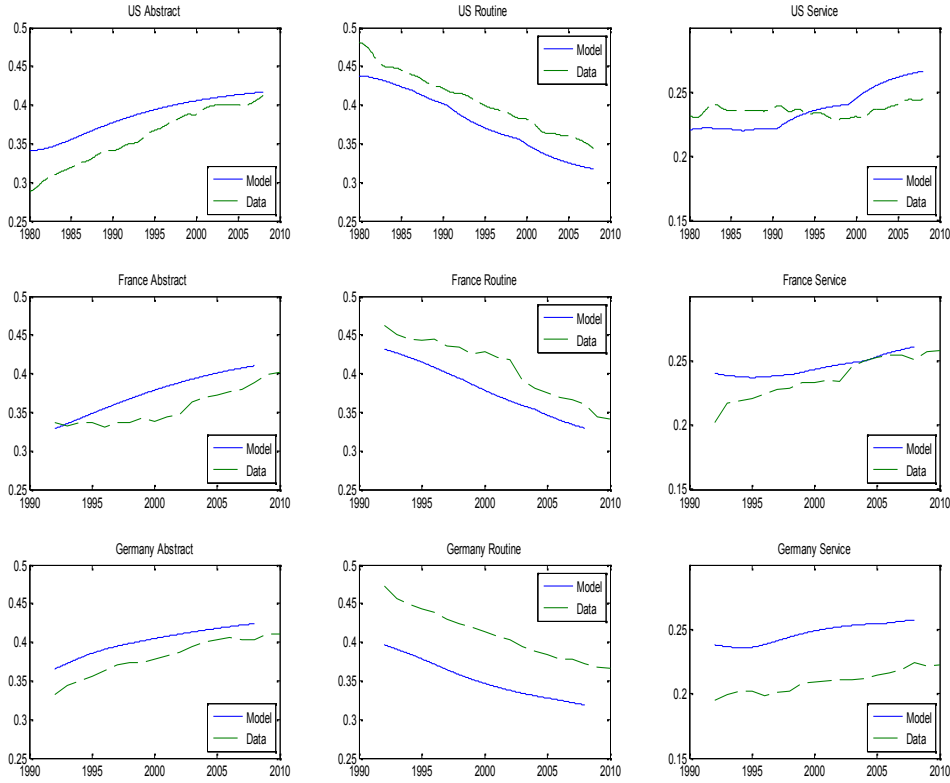 US Abstract
0.5
0.45
0.4
0.35
0.3
0.25
1980 1985 1990 1995 2000 2005 2010
Model
Data
US Routine
0.5
0.45
0.4
0.35
0.3
0.25
1980 1985 1990 1995 2000 2005 2010
Model
Data
US Service
0.25
0.2
0.15
1980 1985 1990 1995 2000 2005 2010
Model
Data
France Abstract
0.5
0.45
0.4
0.35
0.3
0.25
1990 1995 2000 2005 2010
Model
Data
France Routine
0.5
0.45
0.4
0.35
0.3
0.25
1990 1995 2000 2005 2010
Model
Data
France Service
0.25
0.2
0.15
1990 1995 2000 2005 2010
Model
Data
Germany Abstract
0.5
0.45
0.4
0.35
0.3
0.25
1990 1995 2000 2005 2010
Model
Data
Germany Routine
0.5
0.45
0.4
0.35
0.3
0.25
1990 1995 2000 2005 2010
Model
Data
Germany Service
0.25
0.2
0.15
1990 1995 2000 2005 2010
Model
Data